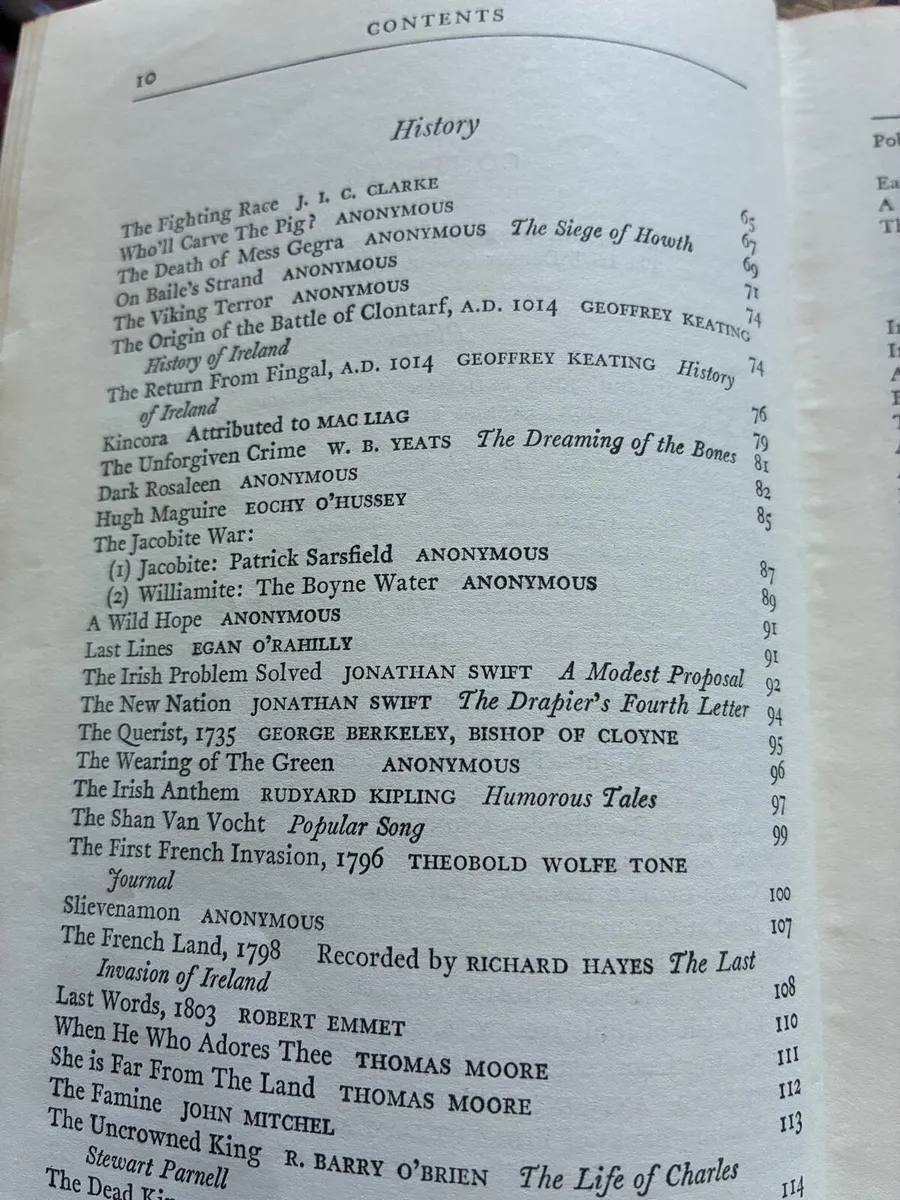 CONTENTS
10
History
The Fighting Race J. I. C. CLARKE 65
Who'll Carve The Pig? ANONYMOUS 67
The Death of Mess Gegra ANONYMOUS The Siege of Howth 69
On Baile's Strand ANONYMOUS 71
The Viking Terror ANONYMOUS 74
The Origin of the Battle of Clontarf, A.D. 1014 GEOFFREY KEATING
History of Ireland 74
The Return From Fingal, A.D. 1014 GEOFFREY KEATING History
of Ireland 76
Kincora Attributed to MAC LIAG 79
The Unforgiven Crime W. B. YEATS The Dreaming of the Bones 81
Dark Rosaleen ANONYMOUS 82
Hugh Maguire EOCHY O'HUSSEY 85
The Jacobite War:
(1) Jacobite: Patrick Sarsfield ANONYMOUS 87
(2) Williamite: The Boyne Water ANONYMOUS 89
A Wild Hope ANONYMOUS 91
Last Lines EGAN O'RAHILLY 91
The Irish Problem Solved JONATHAN SWIFT A Modest Proposal 92
The New Nation JONATHAN SWIFT The Drapier's Fourth Letter 94
The Querist, 1735 GEORGE BERKELEY, BISHOP OF CLOYNE 95
The Wearing of The Green ANONYMOUS 96
The Irish Anthem RUDYARD KIPLING Humorous Tales 97
The Shan Van Vocht Popular Song 99
The First French Invasion, 1796 THEOBOLD WOLFE TONE
Journal 100
Slievenamon ANONYMOUS 107
The French Land, 1798 Recorded by RICHARD HAYES The Last
Invasion of Ireland 108
Last Words, 1803 ROBERT EMMET 110
When He Who Adores Thee THOMAS MOORE 111
She is Far From The Land THOMAS MOORE 112
The Famine JOHN MITCHEL 113
The Uncrowned King R. BARRY O'BRIEN The Life of Charles
Stewart Parnell 114
The Dead